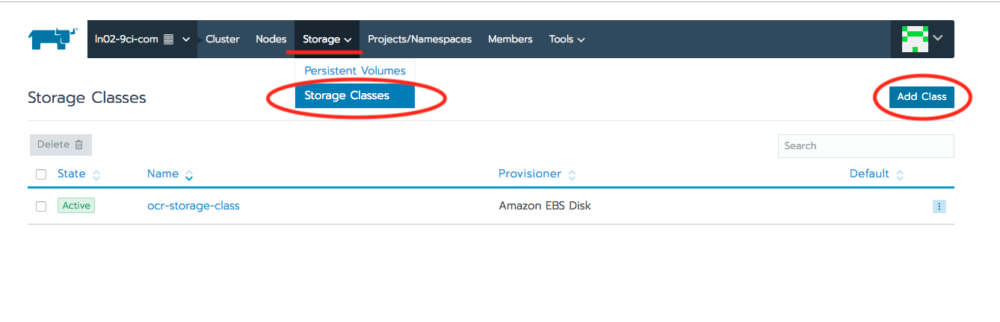 ln02-9ci-com Cluster Nodes Storage Projects/Namespaces Members Tools
Persistent Volumes
Storage Classes
Storage Classes
Add Class
Delete
Search
State Name Provisioner Default
Active ocr-storage-class Amazon EBS Disk